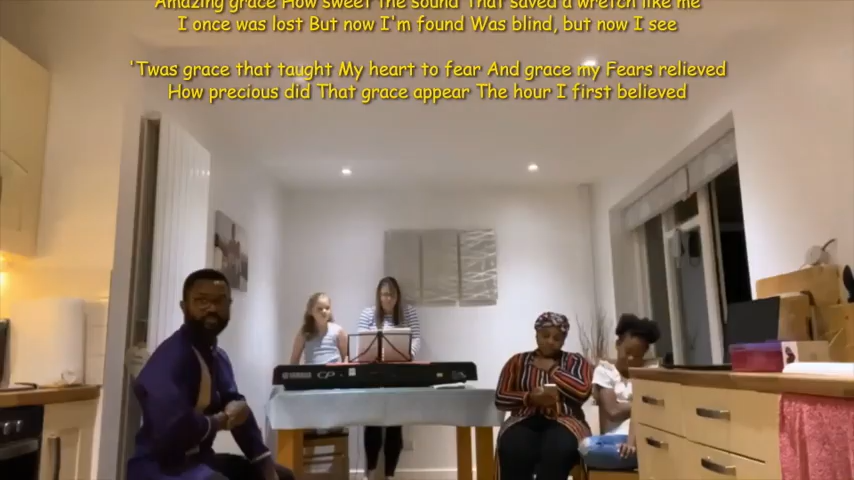 Amazing grace How sweet the sound That saved a wretch like me
I once was lost But now I'm found Was blind, but now I see
'Twas grace that taught My heart to fear And grace my Fears relieved
How precious did That grace appear The hour I first believed
YAMAHA